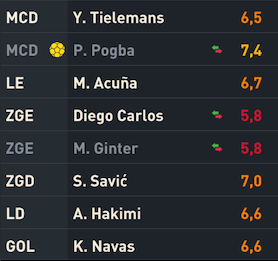 MCD Y. Tielemans 6,5
MCD P. Pogba 7,4
LE M. Acuña 6,7
ZGE Diego Carlos 5,8
ZGE M. Ginter 5,8
ZGD S. Savić 7,0
LD A. Hakimi 6,6
GOL K. Navas 6,6